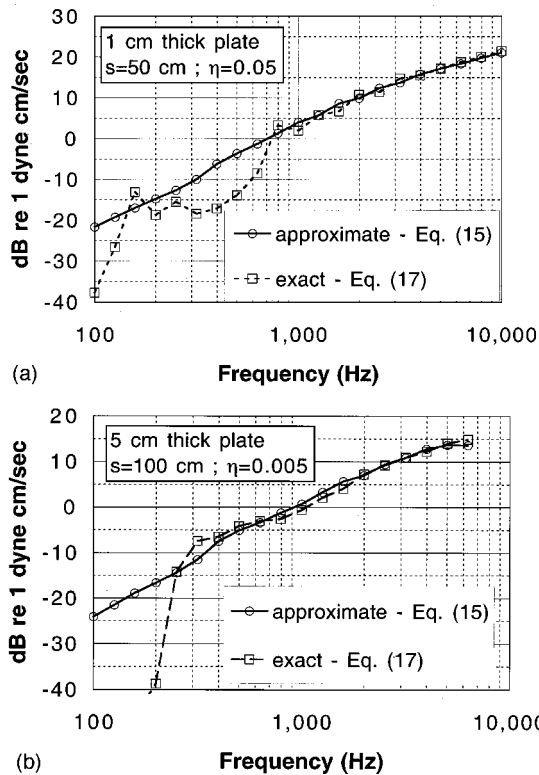 30
20
10
0
-10
-20
-30
-40
dB re 1 dyne cm/sec
1 cm thick plate
s=50 cm ; η=0.05
approximate - Eq. (15)
exact - Eq. (17)
100
1,000
10,000
(a)
Frequency (Hz)
20
10
0
-10
-20
-30
-40
dB re 1 dyne cm/sec
5 cm thick plate
s=100 cm ; η=0.005
approximate - Eq. (15)
exact - Eq. (17)
100
1,000
10,000
(b)
Frequency (Hz)